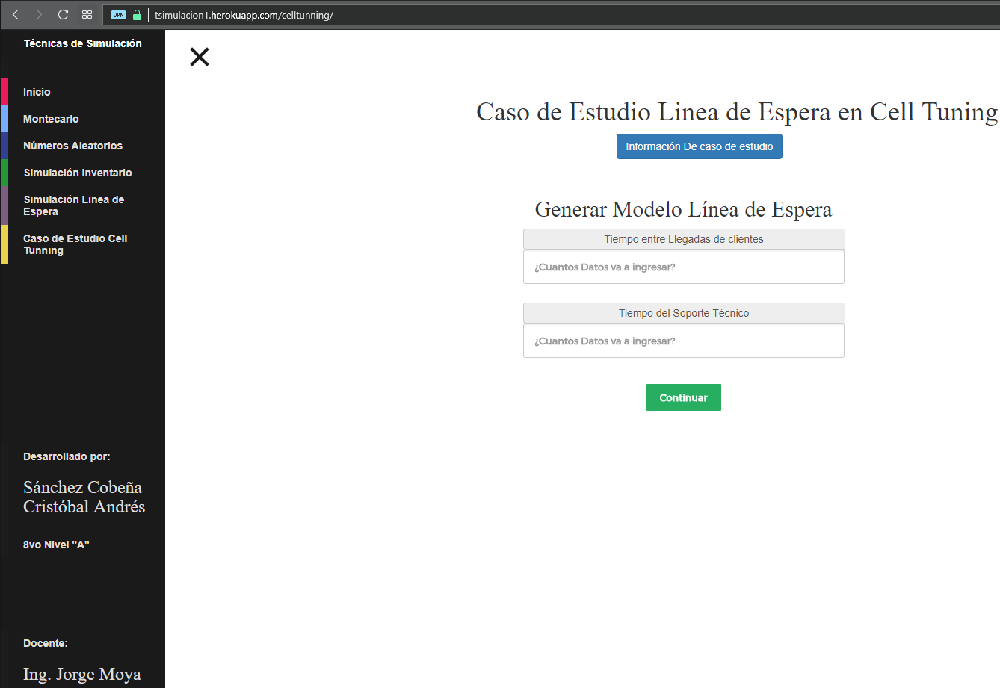 VPN tsimulacion1.herokuapp.com/celltunning/
Técnicas de Simulación
Inicio
Montecarlo
Números Aleatorios
Simulación Inventario
Simulación Linea de
Espera
Caso de Estudio Cell
Tunning
Desarrollado por:
Sánchez Cobeña
Cristóbal Andrés
8vo Nivel "A"
Docente:
Ing. Jorge Moya
Caso de Estudio Linea de Espera en Cell Tuning
Información De caso de estudio
Generar Modelo Línea de Espera
Tiempo entre Llegadas de clientes
¿Cuantos Datos va a ingresar?
Tiempo del Soporte Técnico
¿Cuantos Datos va a ingresar?
Continuar